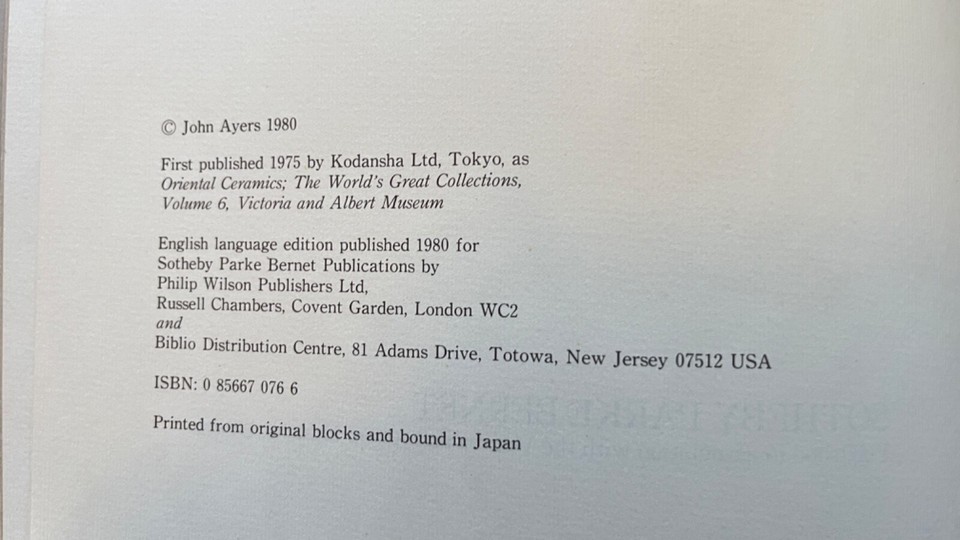 © John Ayers 1980
First published 1975 by Kodansha Ltd, Tokyo, as
Oriental Ceramics; The World's Great Collections,
Volume 6, Victoria and Albert Museum
English language edition published 1980 for
Sotheby Parke Bernet Publications by
Philip Wilson Publishers Ltd,
Russell Chambers, Covent Garden, London WC2
and
Biblio Distribution Centre, 81 Adams Drive, Totowa, New Jersey 07512 USA
ISBN: 0 85667 076 6
Printed from original blocks and bound in Japan